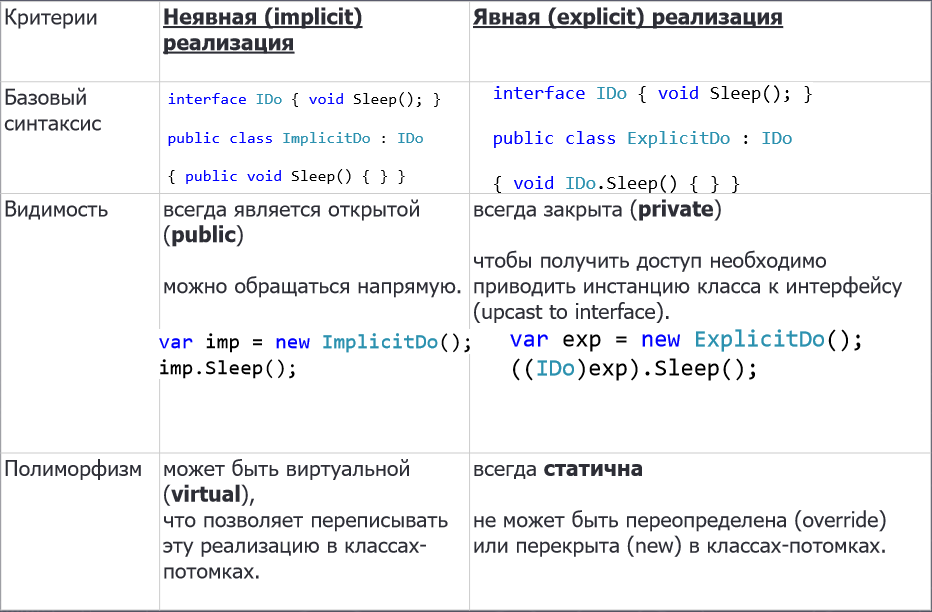 Критерии
Неявная (implicit)
реализация
Явная (explicit) реализация
Базовый
синтаксис
interface IDo { void Sleep(); }
public class ImplicitDo : IDo
{ public void Sleep() { } }
interface IDo { void Sleep(); }
public class ExplicitDo : IDo
{ void IDo.Sleep() { } }
Видимость
всегда является открытой
(public)
можно обращаться напрямую.
var imp = new ImplicitDo();
imp.Sleep();
всегда закрыта (private)
чтобы получить доступ необходимо
приводить инстанцию класса к интерфейсу
(upcast to interface).
var exp = new ExplicitDo();
((IDo)exp).Sleep();
Полиморфизм
может быть виртуальной
(virtual),
что позволяет переписывать
эту реализацию в классах-
потомках.
всегда статична
не может быть переопределена (override)
или перекрыта (new) в классах-потомках.